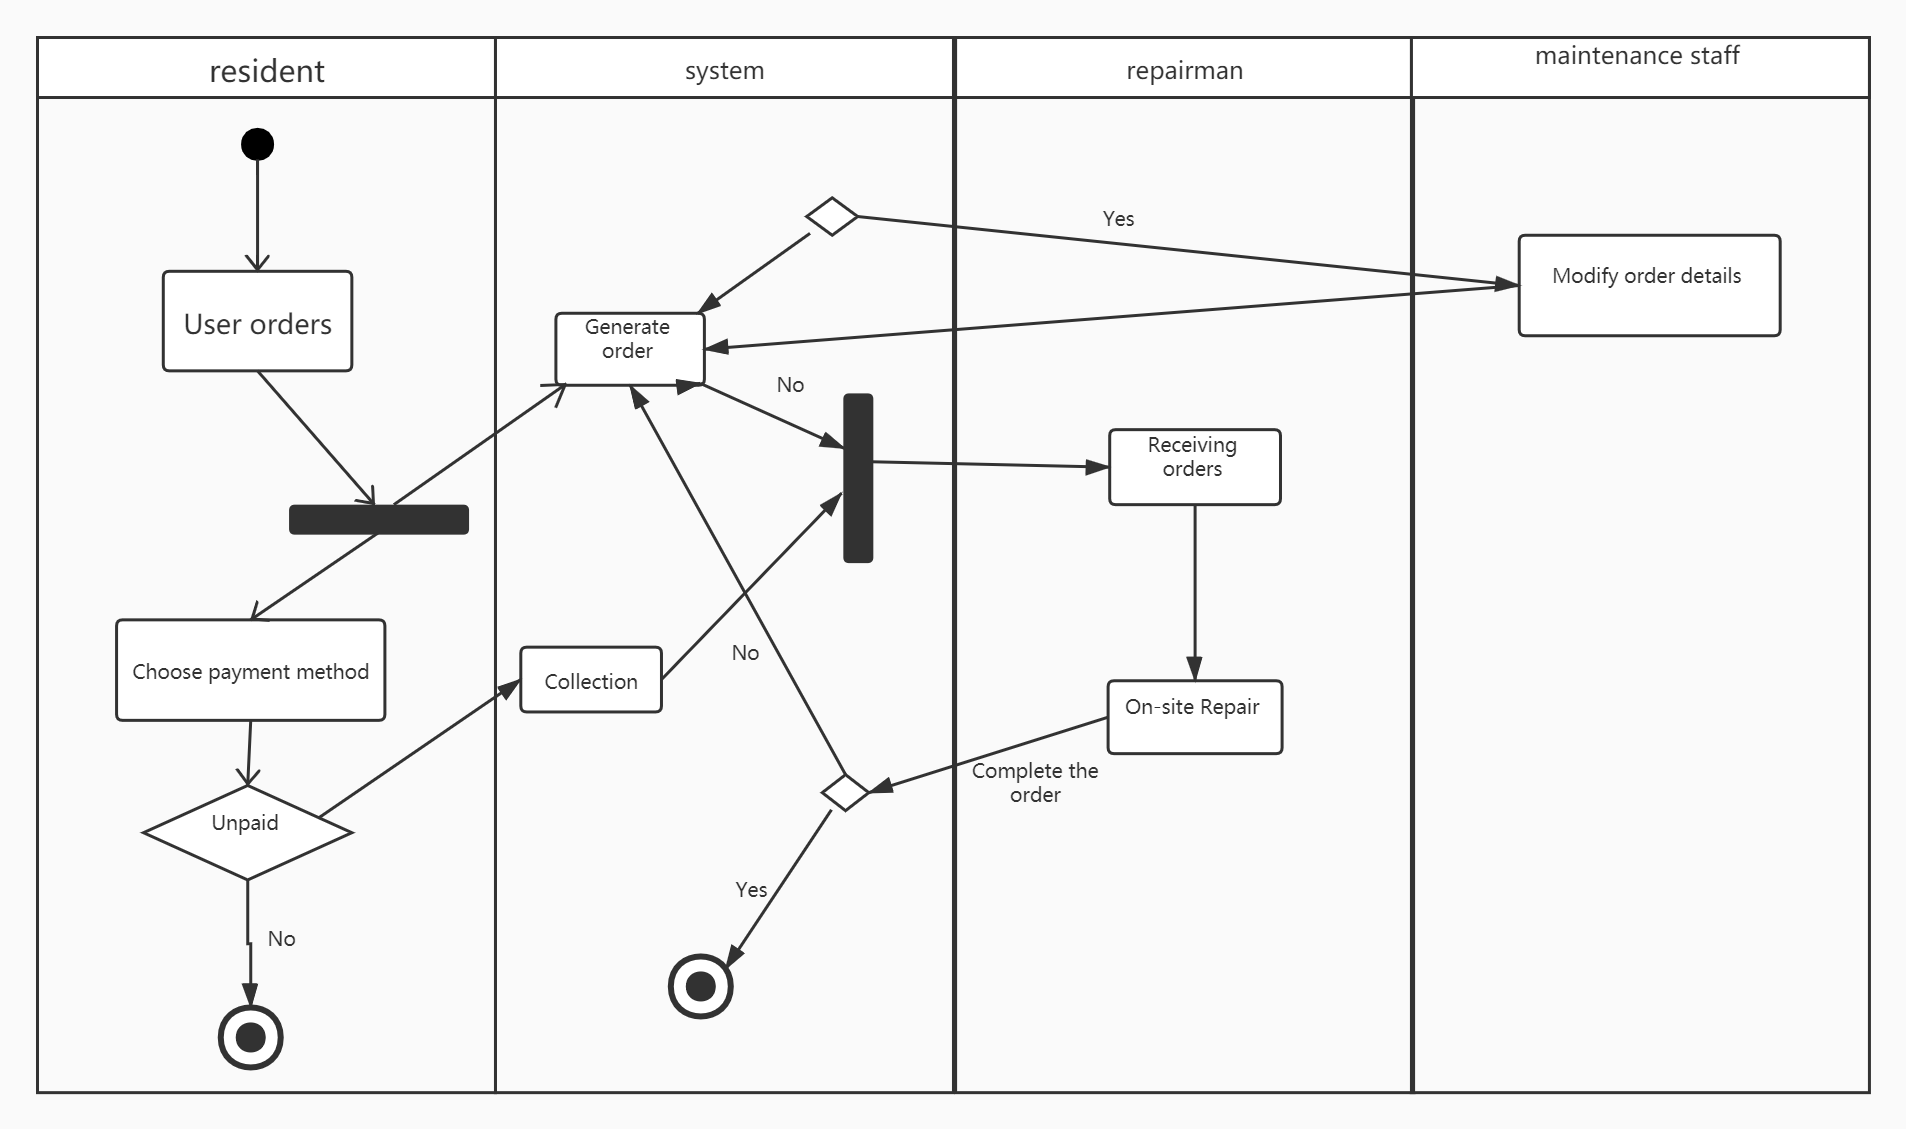 resident
system
repairman
maintenance staff
Yes
Modify order details
User orders
Generate
order
No
Receiving
orders
Choose payment method
Collection
No
On-site Repair
Complete the
order
Unpaid
Yes
No